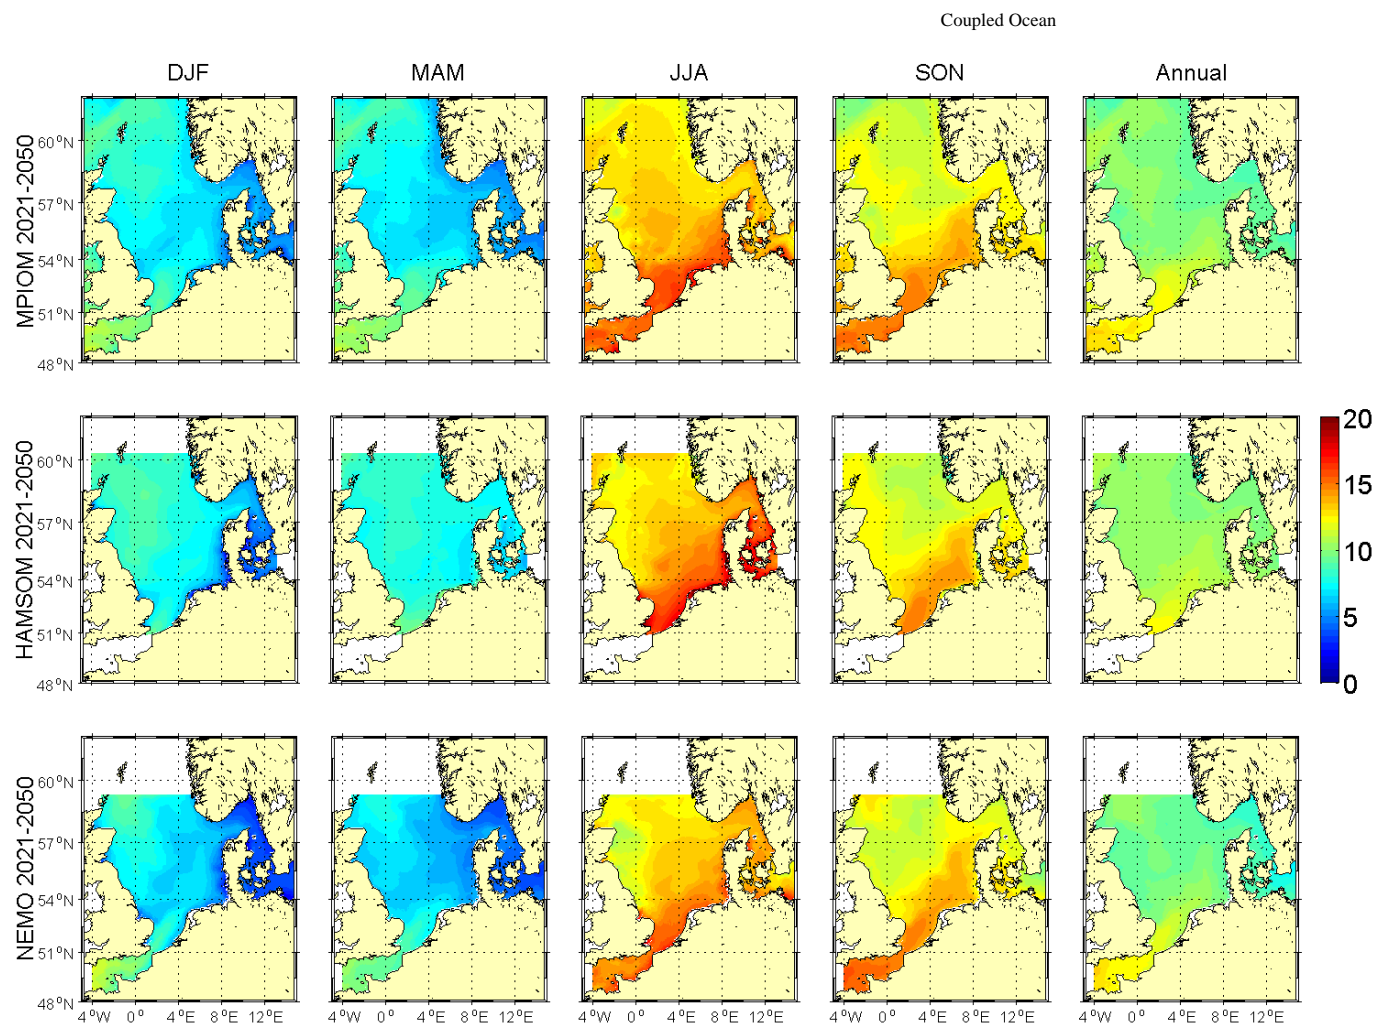 Coupled Ocean
DJF MAM JJA SON Annual
MPIOM 2021-2050
60°N
57°N
54°N
51°N
48°N
HAMSOM 2021-2050
60°N
57°N
54°N
51°N
48°N
20
15
10
5
0
NEMO 2021-2050
60°N
57°N
54°N
51°N
48°N
4°W 0° 4°E 8°E 12°E 4°W 0° 4°E 8°E 12°E 4°W 0° 4°E 8°E 12°E 4°W 0° 4°E 8°E 12°E 4°W 0° 4°E 8°E 12°E